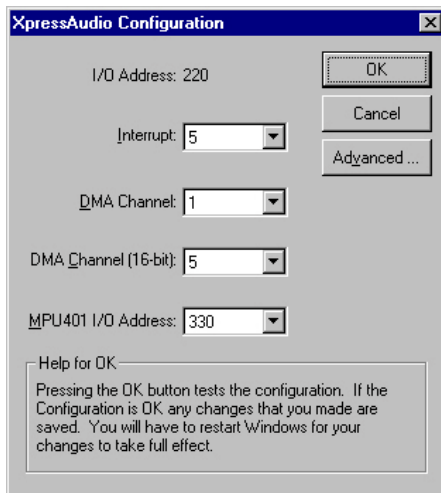 XpressAudio Configuration
I/O Address: 220
OK
Cancel
Interrupt: 5
Advanced ...
DMA Channel: 1
DMA Channel (16-bit): 5
MPU401 I/O Address: 330
Help for OK
Pressing the OK button tests the configuration. If the
Configuration is OK any changes that you made are
saved. You will have to restart Windows for your
changes to take full effect.